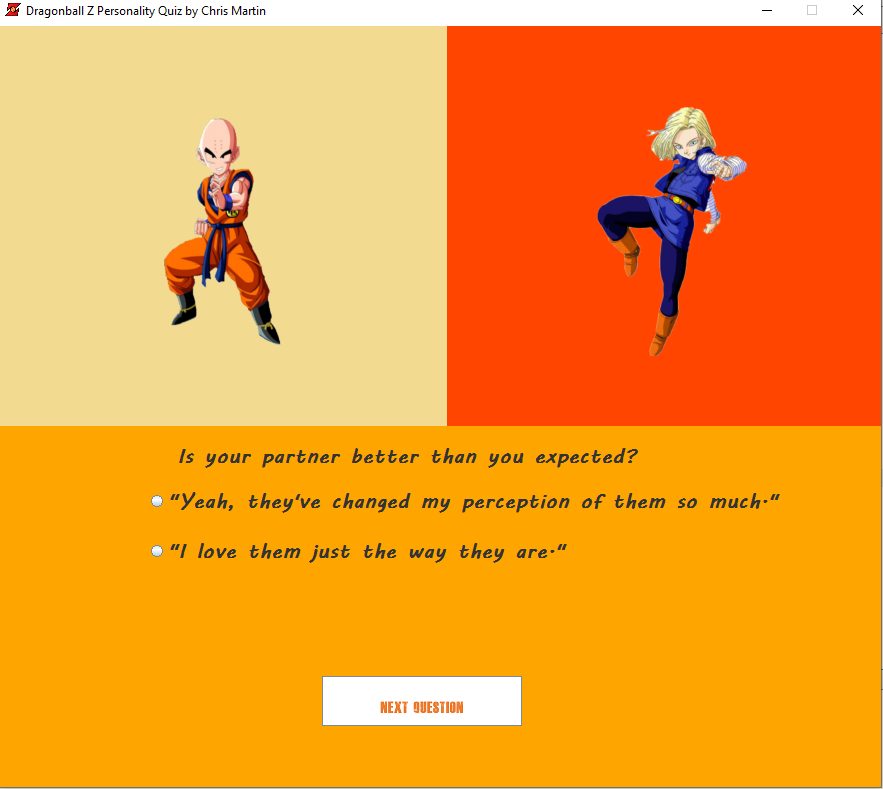 Dragonball Z Personality Quiz by Chris Martin
Is your partner better than you expected?
"Yeah, they've changed my perception of them so much."
"I love them just the way they are."
NEXT QUESTION